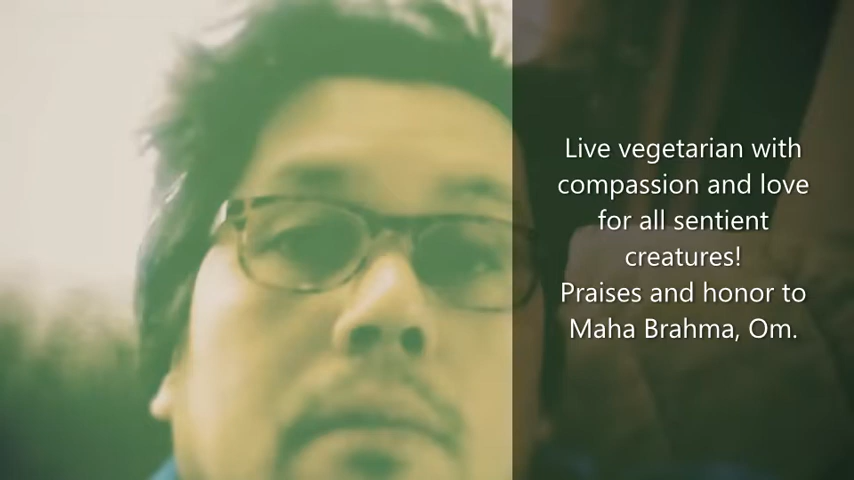 Live vegetarian with
compassion and love
for all sentient
creatures!
Praises and honor to
Maha Brahma, Om.